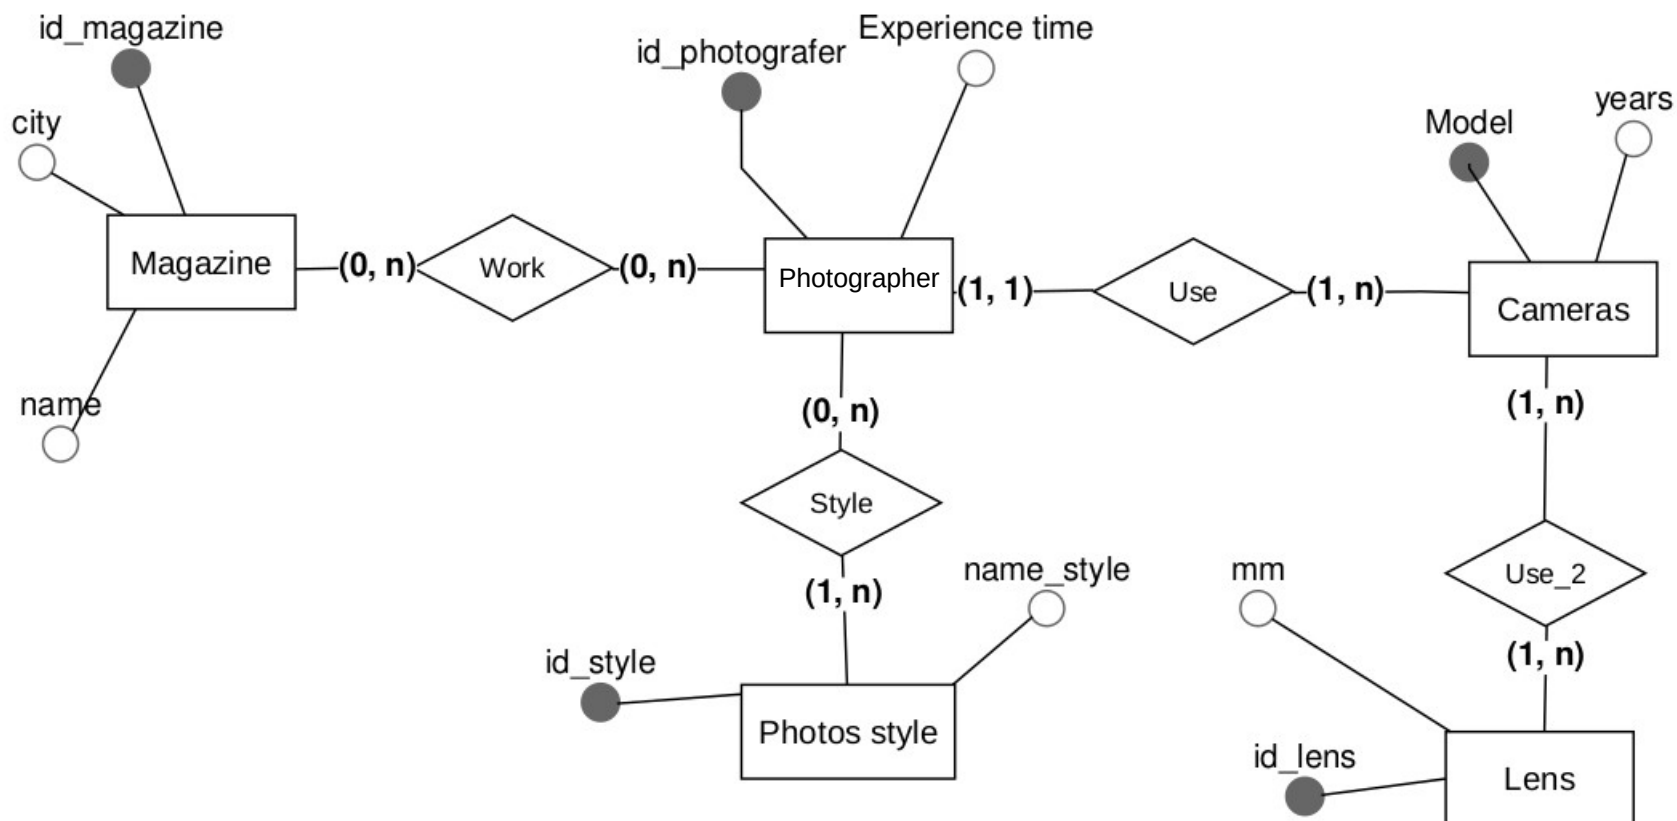 id_magazine
Experience time
id_photografer
years
Model
city
Magazine
(0, n)
Work
(0, n)
Photographer
(1, 1)
Use
(1, n)
Cameras
name
(0, n)
(1, n)
Style
name_style
mm
Use_2
(1, n)
(1, n)
id_style
Photos style
id_lens
Lens